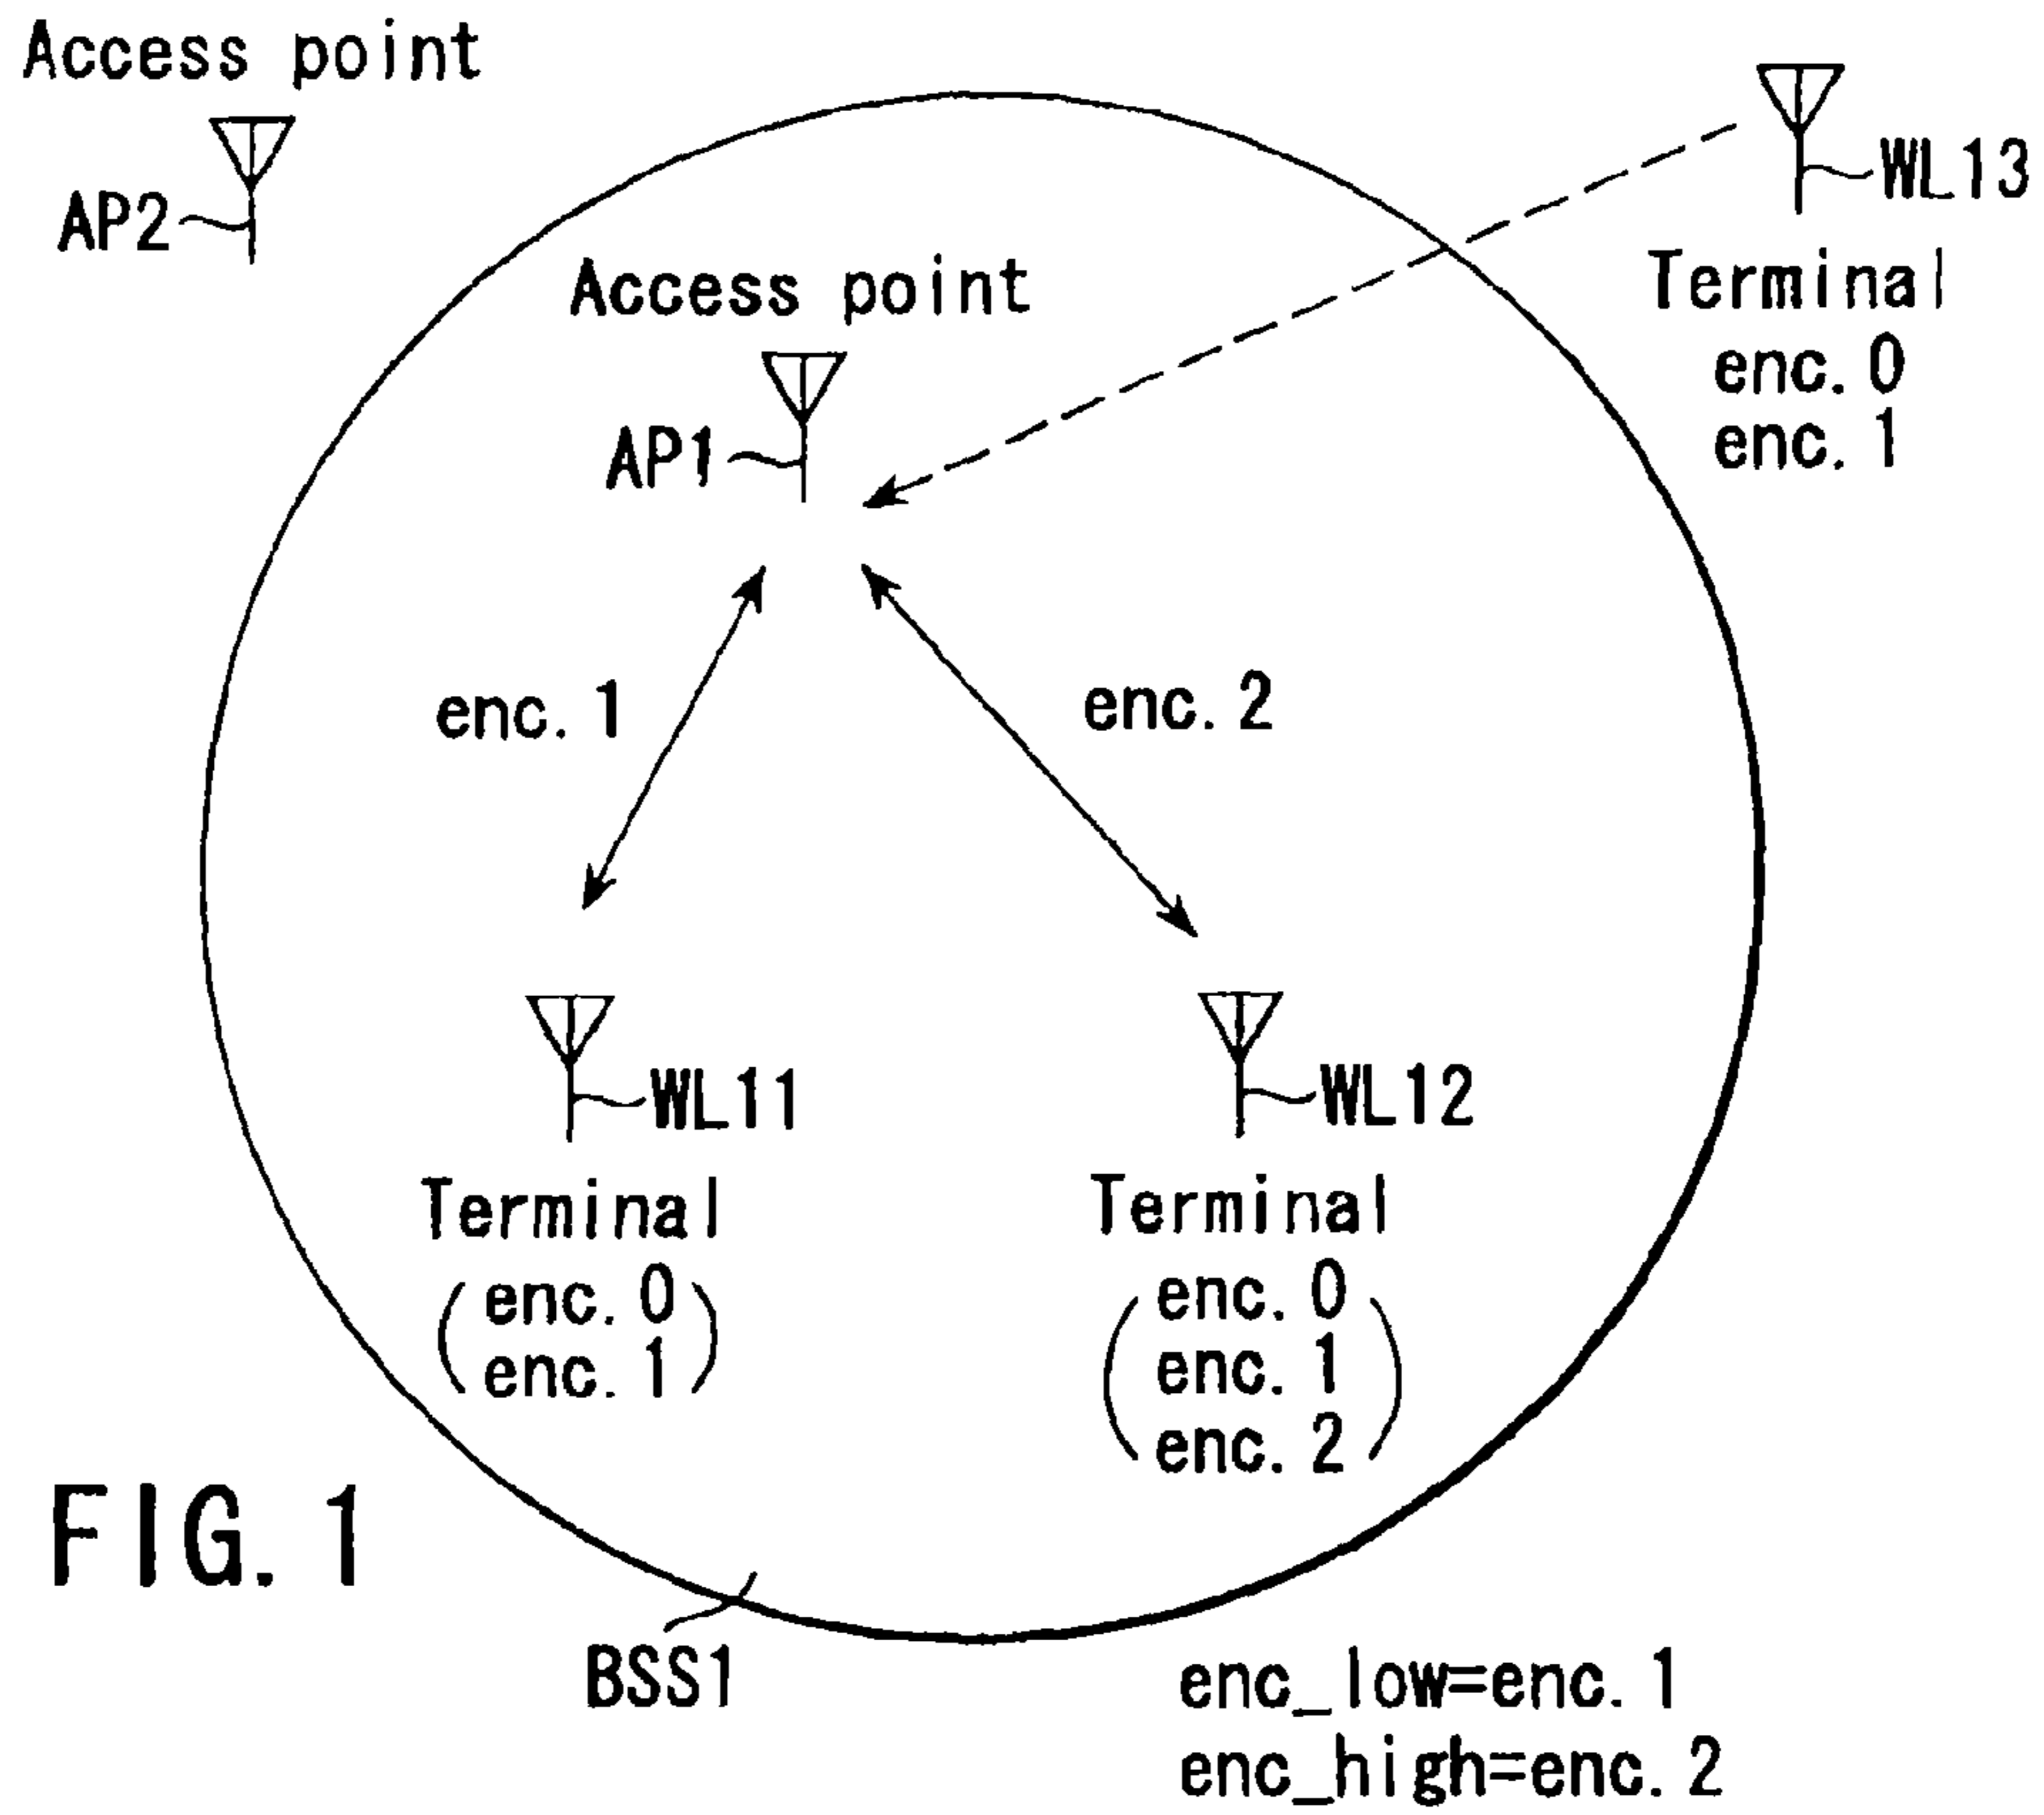 Access point
AP2
WL13
Terminal
enc. 0
enc. 1
Access point
AP1
enc. 1
enc. 2
WL11
Terminal
enc. 0
enc. 1
WL12
Terminal
enc. 0
enc. 1
enc. 2
FIG. 1
BSS1
enc_low=enc. 1
enc_high=enc. 2